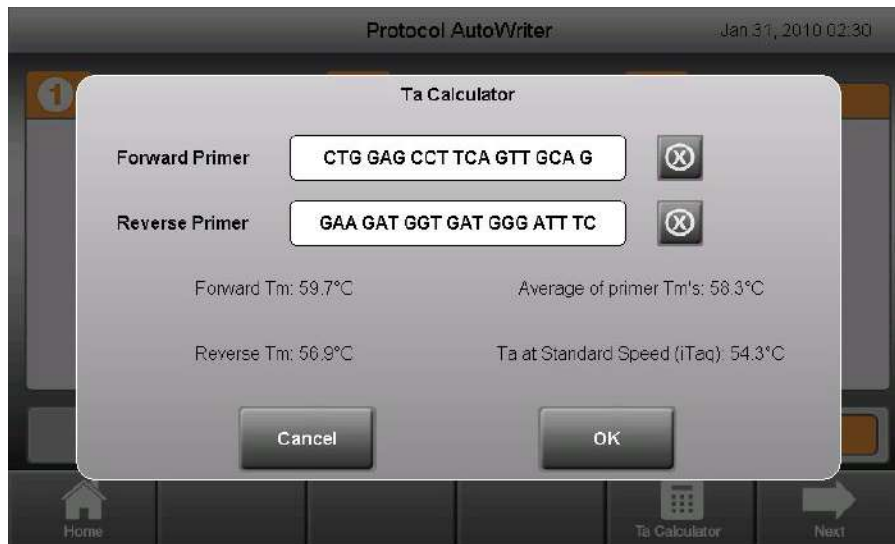 Protocol AutoWriter Jan 31, 2010 02:30
1
Ta Calculator
Forward Primer CTG GAG CCT TCA GTT GCA G
Reverse Primer GAA GAT GGT GAT GGG ATT TC
Forward Tm: 59.7°C Average of primer Tm's: 58.3°C
Reverse Tm: 56.9°C Ta at Standard Speed (iTaq): 54.3°C
Cancel OK
Home Ta Calculator Next